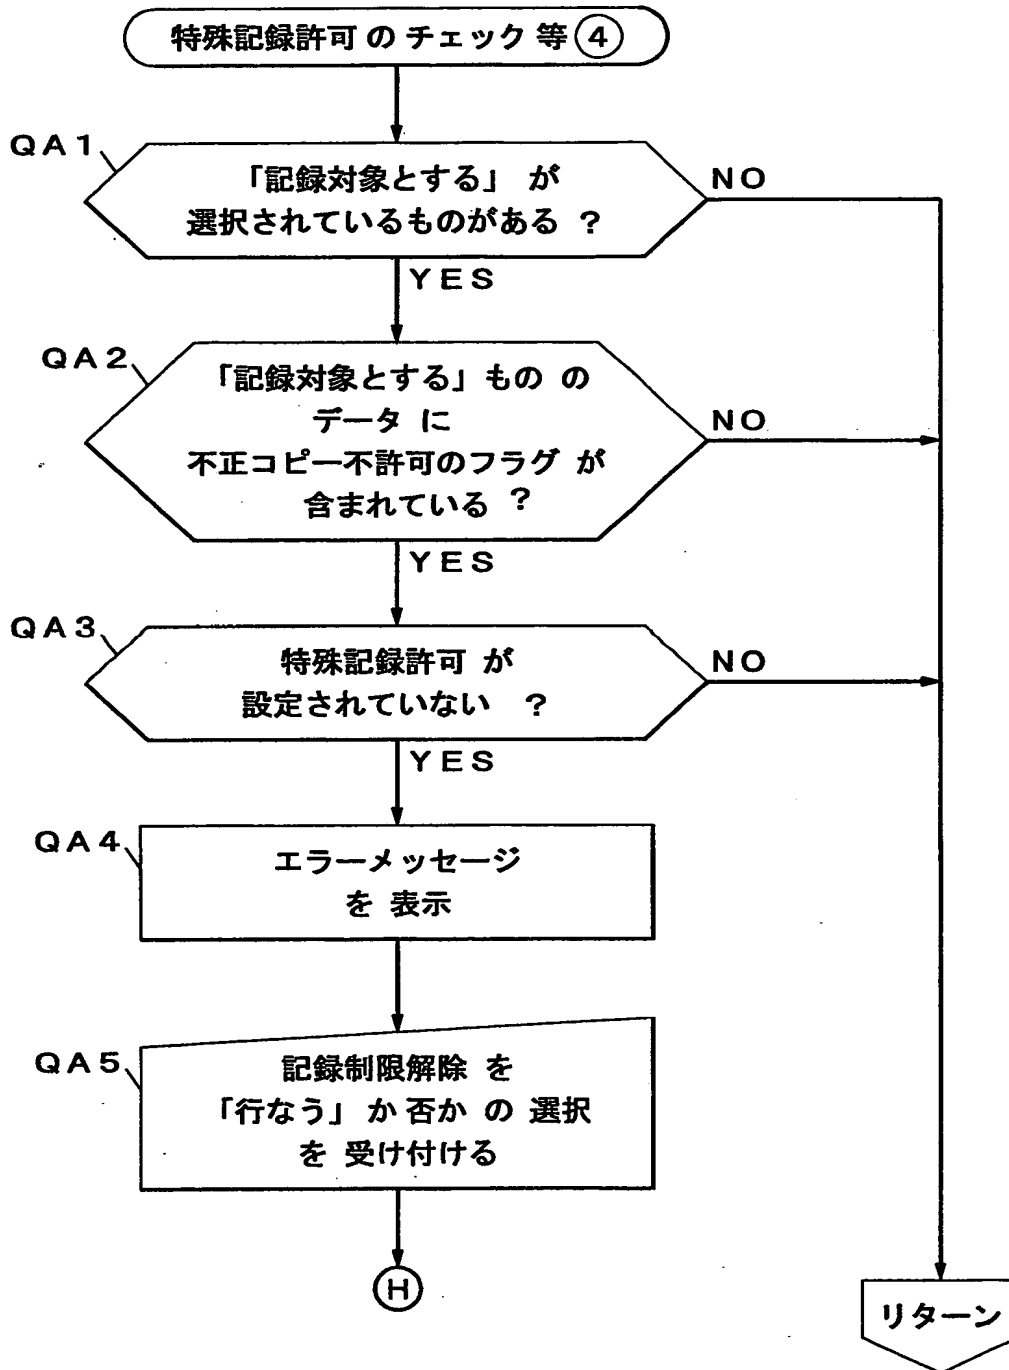 特殊記録許可 の チェック 等 ④
QA1
「記録対象とする」 が
選択されているものがある ?
NO
YES
QA2
「記録対象とする」もの の
データ に
不正コピー不許可のフラグ が
含まれている ?
NO
YES
QA3
特殊記録許可 が
設定されていない ?
NO
YES
QA4
エラーメッセージ
を 表示
QA5
記録制限解除 を
「行なう」 か 否か の 選択
を 受け付ける
H
リターン